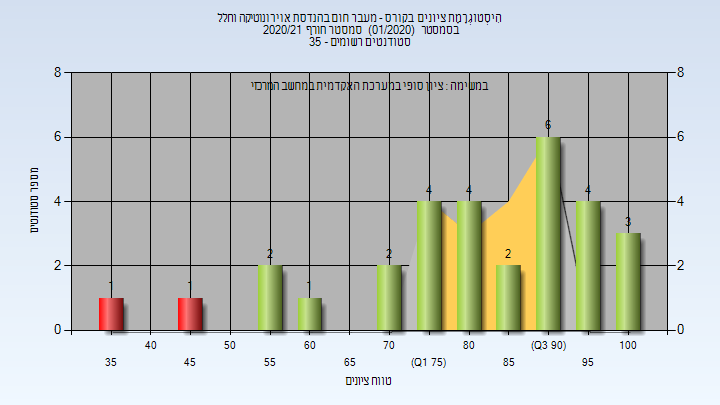 היסטוגרמת ציונים בקורס - מעבר חום בהנדסת אוירונוטיקה וחלל
בסמסטר (01/2020) סמסטר חורף 2020/21
סטודנטים רשומים - 35
במשימה : ציון סופי במערכת האקדמית במחשב המרכזי
8 8
6 6
4 4
2 2
0 0
1 1 2 1 2 4 4 2 6 4 3
מספר סטודנטים
40 50 60 70 80 (Q3 90) 100
35 45 55 65 (Q1 75) 85 95
טווח ציונים